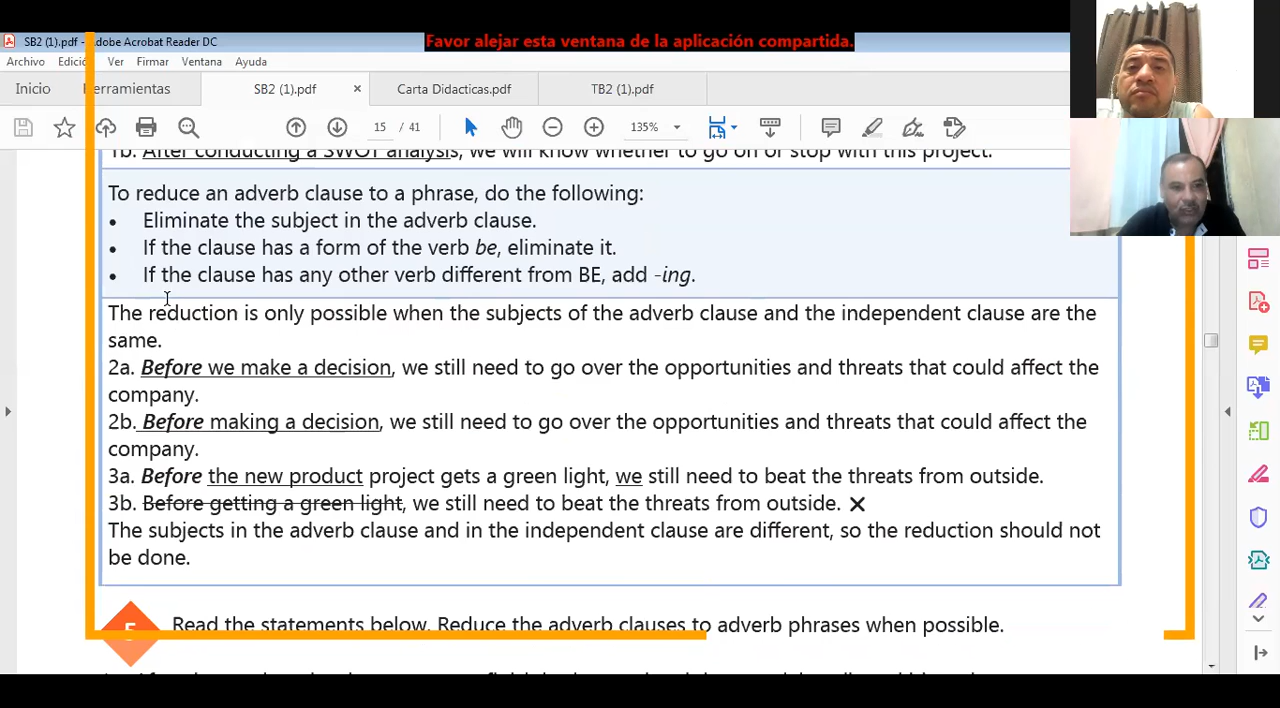 SB2 (1).pdf - Adobe Acrobat Reader DC
Favor alejar esta ventana de la aplicación compartida.
Archivo Edició Ver Firmar Ventana Ayuda
Inicio erramientas SB2 (1).pdf × Carta Didacticas.pdf TB2 (1).pdf
15 / 41 135%
1b. After conducting a SWOT analysis, we will know whether to go on or stop with this project.
To reduce an adverb clause to a phrase, do the following:
• Eliminate the subject in the adverb clause.
• If the clause has a form of the verb be, eliminate it.
• If the clause has any other verb different from BE, add -ing.
The reduction is only possible when the subjects of the adverb clause and the independent clause are the
same.
2a. Before we make a decision, we still need to go over the opportunities and threats that could affect the
company.
2b. Before making a decision, we still need to go over the opportunities and threats that could affect the
company.
3a. Before the new product project gets a green light, we still need to beat the threats from outside.
3b. Before getting a green light, we still need to beat the threats from outside. ✕
The subjects in the adverb clause and in the independent clause are different, so the reduction should not
be done.
5 Read the statements below. Reduce the adverb clauses to adverb phrases when possible.